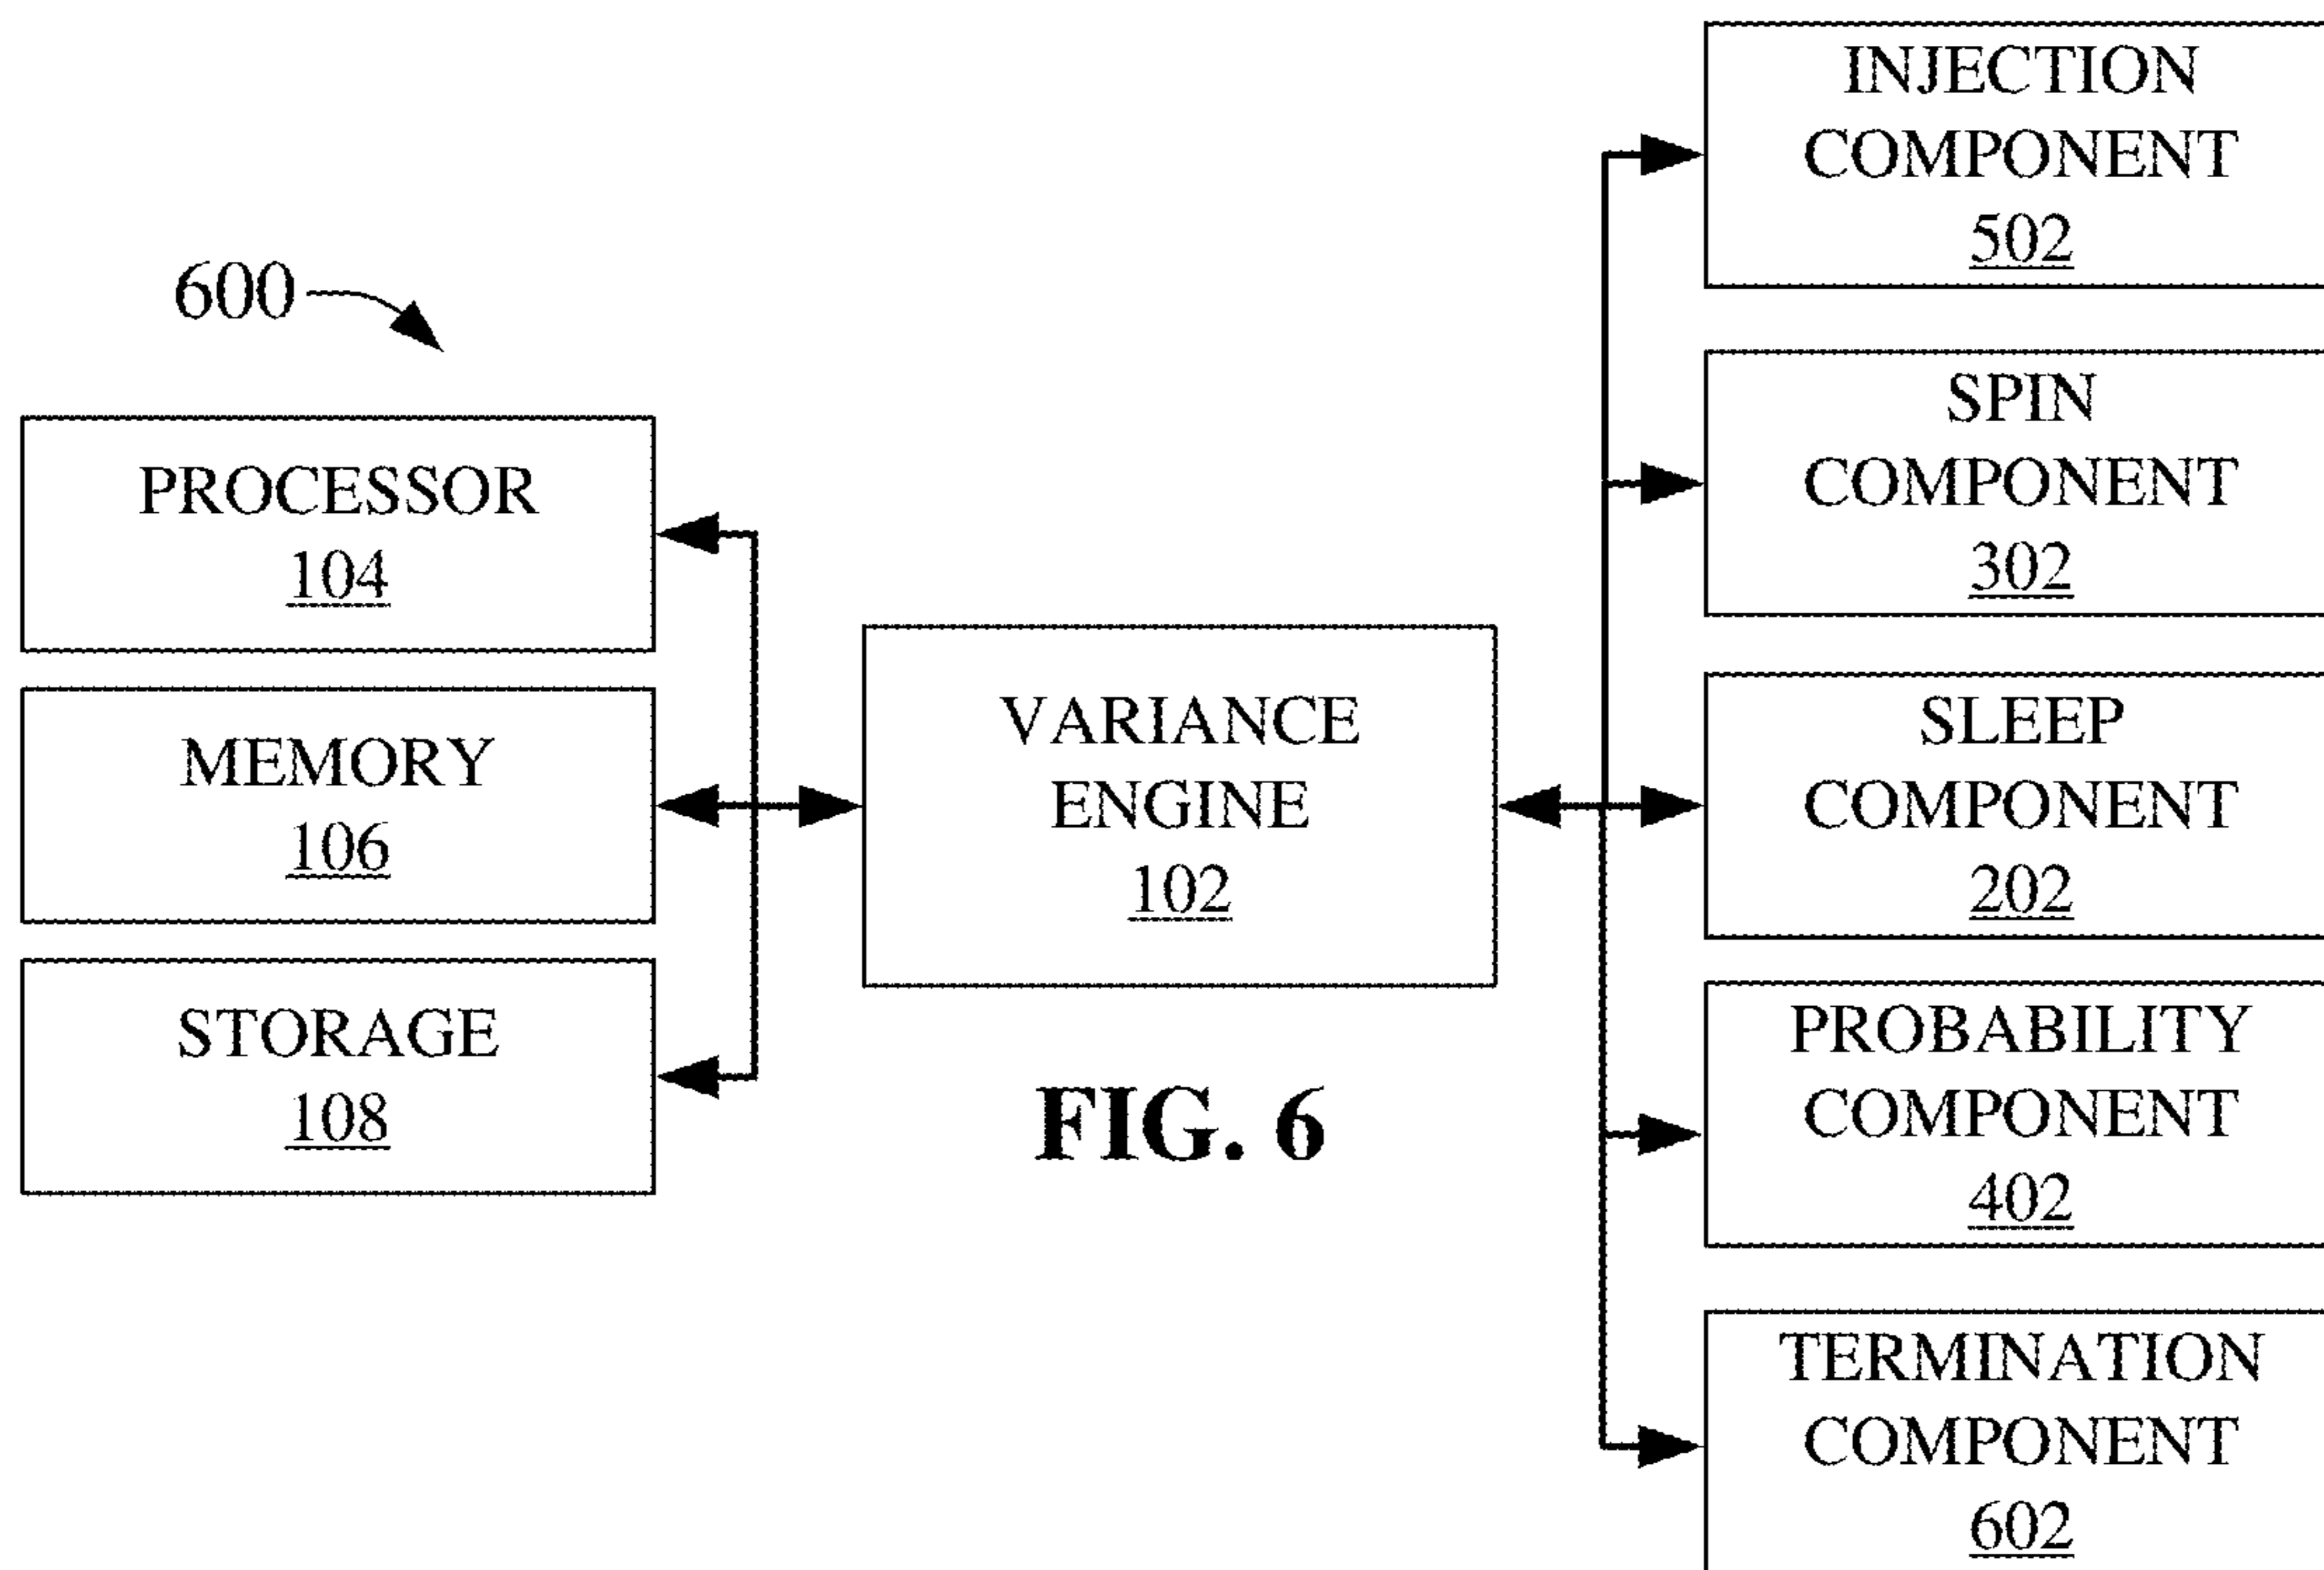 600
PROCESSOR
104
MEMORY
106
STORAGE
108
VARIANCE
ENGINE
102
FIG. 6
INJECTION
COMPONENT
502
SPIN
COMPONENT
302
SLEEP
COMPONENT
202
PROBABILITY
COMPONENT
402
TERMINATION
COMPONENT
602